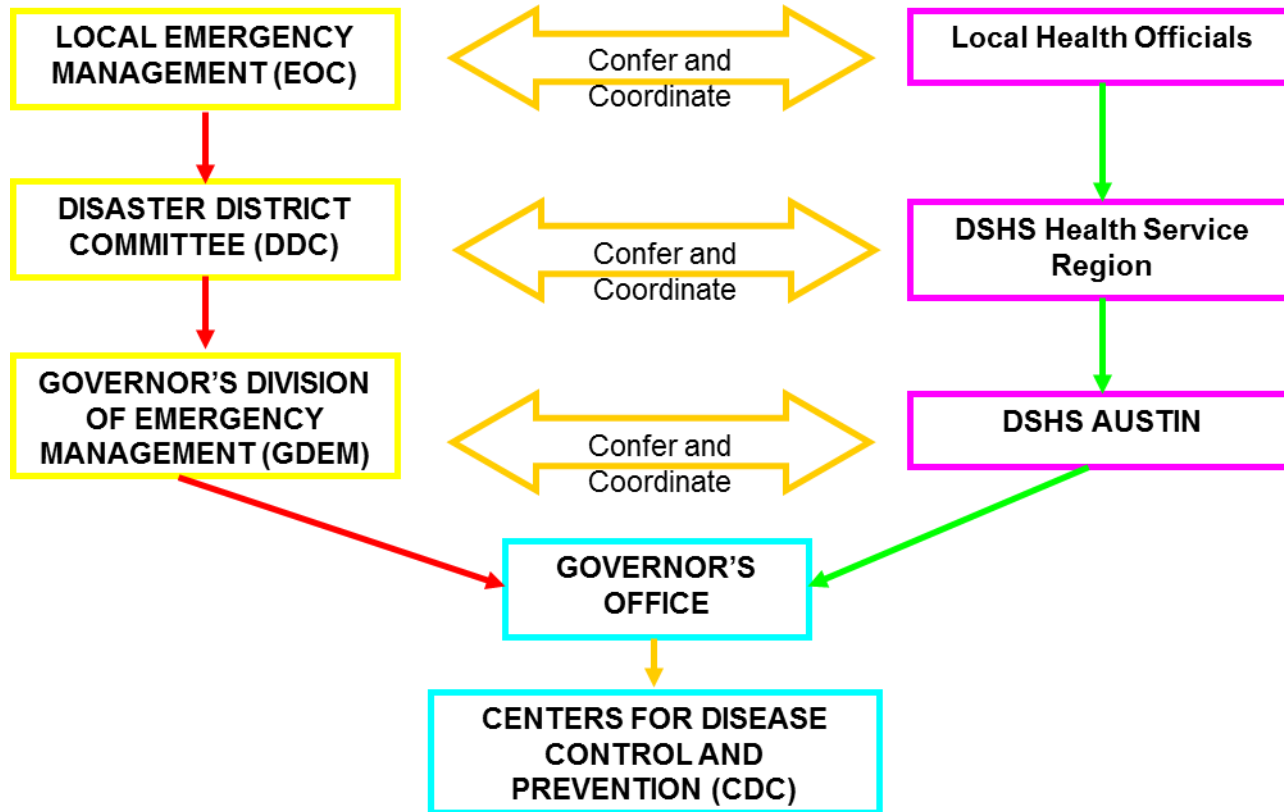 LOCAL EMERGENCY
MANAGEMENT (EOC)
Confer and
Coordinate
Local Health Officials
DISASTER DISTRICT
COMMITTEE (DDC)
Confer and
Coordinate
DSHS Health Service
Region
GOVERNOR’S DIVISION
OF EMERGENCY
MANAGEMENT (GDEM)
Confer and
Coordinate
DSHS AUSTIN
GOVERNOR’S
OFFICE
CENTERS FOR DISEASE
CONTROL AND
PREVENTION (CDC)